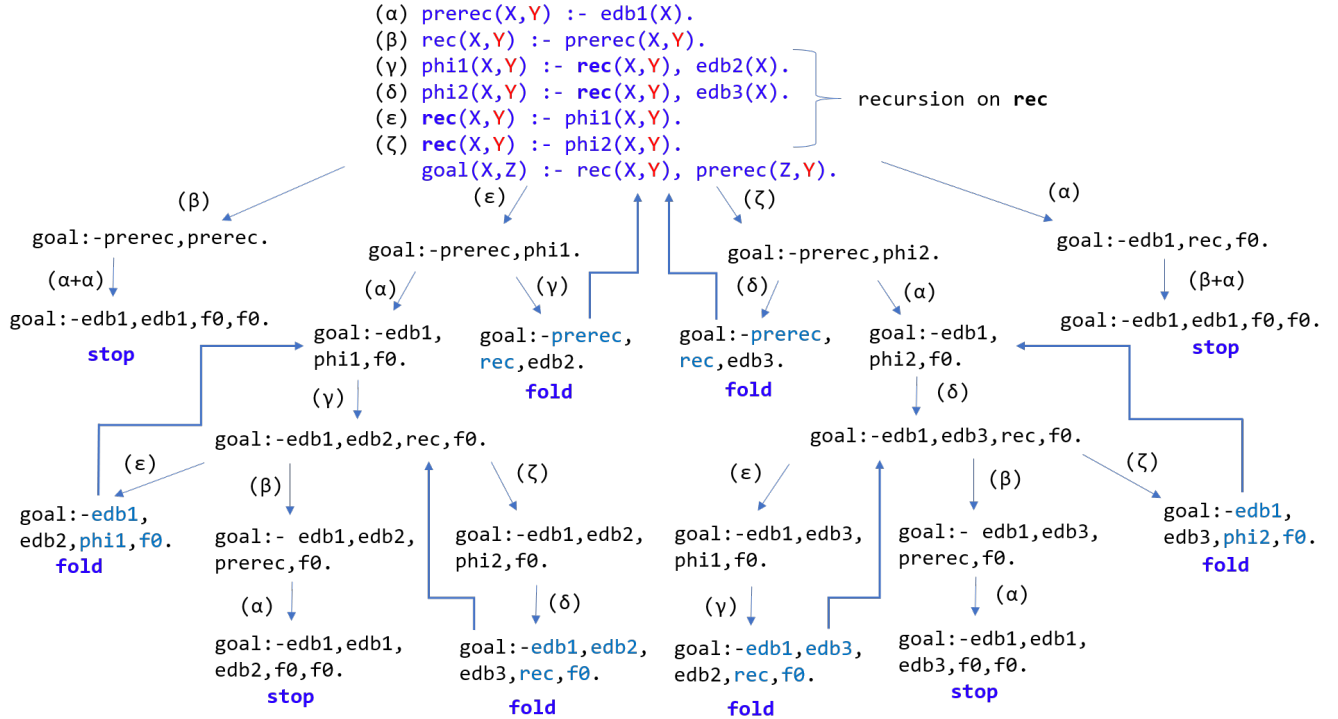 (α) prerec(X,Y) :- edb1(X).
(β) rec(X,Y) :- prerec(X,Y).
(γ) phi1(X,Y) :- rec(X,Y), edb2(X).
(δ) phi2(X,Y) :- rec(X,Y), edb3(X).
(ε) rec(X,Y) :- phi1(X,Y).
(ζ) rec(X,Y) :- phi2(X,Y).
goal(X,Z) :- rec(X,Y), prerec(Z,Y).
recursion on rec
(β)
(ε)
(ζ)
(α)
goal:-prerec,prerec.
goal:-prerec,phi1.
goal:-prerec,phi2.
goal:-edb1,rec,f0.
(α+α)
(α)
(γ)
(δ)
(α)
(β+α)
goal:-edb1,edb1,f0,f0.
stop
goal:-edb1,
phi1,f0.
goal:-prerec,
rec,edb2.
fold
goal:-prerec,
rec,edb3.
fold
goal:-edb1,
phi2,f0.
goal:-edb1,edb1,f0,f0.
stop
(γ)
(δ)
goal:-edb1,edb2,rec,f0.
goal:-edb1,edb3,rec,f0.
(ε)
(β)
(ζ)
(ε)
(β)
(ζ)
goal:-edb1,
edb2,phi1,f0.
fold
goal:- edb1,edb2,
prerec,f0.
goal:-edb1,edb2,
phi2,f0.
goal:-edb1,edb3,
phi1,f0.
goal:- edb1,edb3,
prerec,f0.
goal:-edb1,
edb3,phi2,f0.
fold
(α)
(δ)
(γ)
(α)
goal:-edb1,edb1,
edb2,f0,f0.
stop
goal:-edb1,edb2,
edb3,rec,f0.
fold
goal:-edb1,edb3,
edb2,rec,f0.
fold
goal:-edb1,edb1,
edb3,f0,f0.
stop